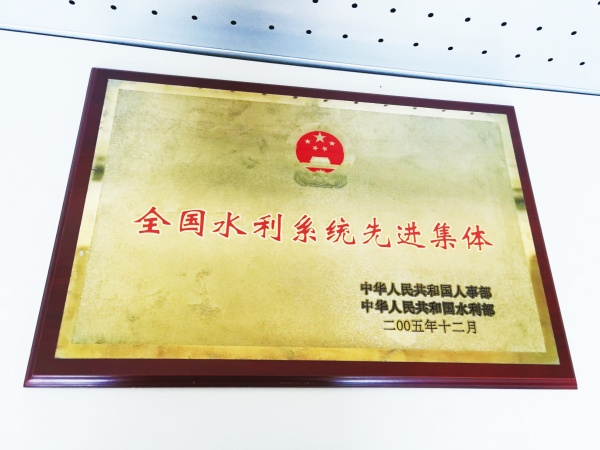 全国水利系统先进集体
中华人民共和国人事部
中华人民共和国水利部
二00五年十二月